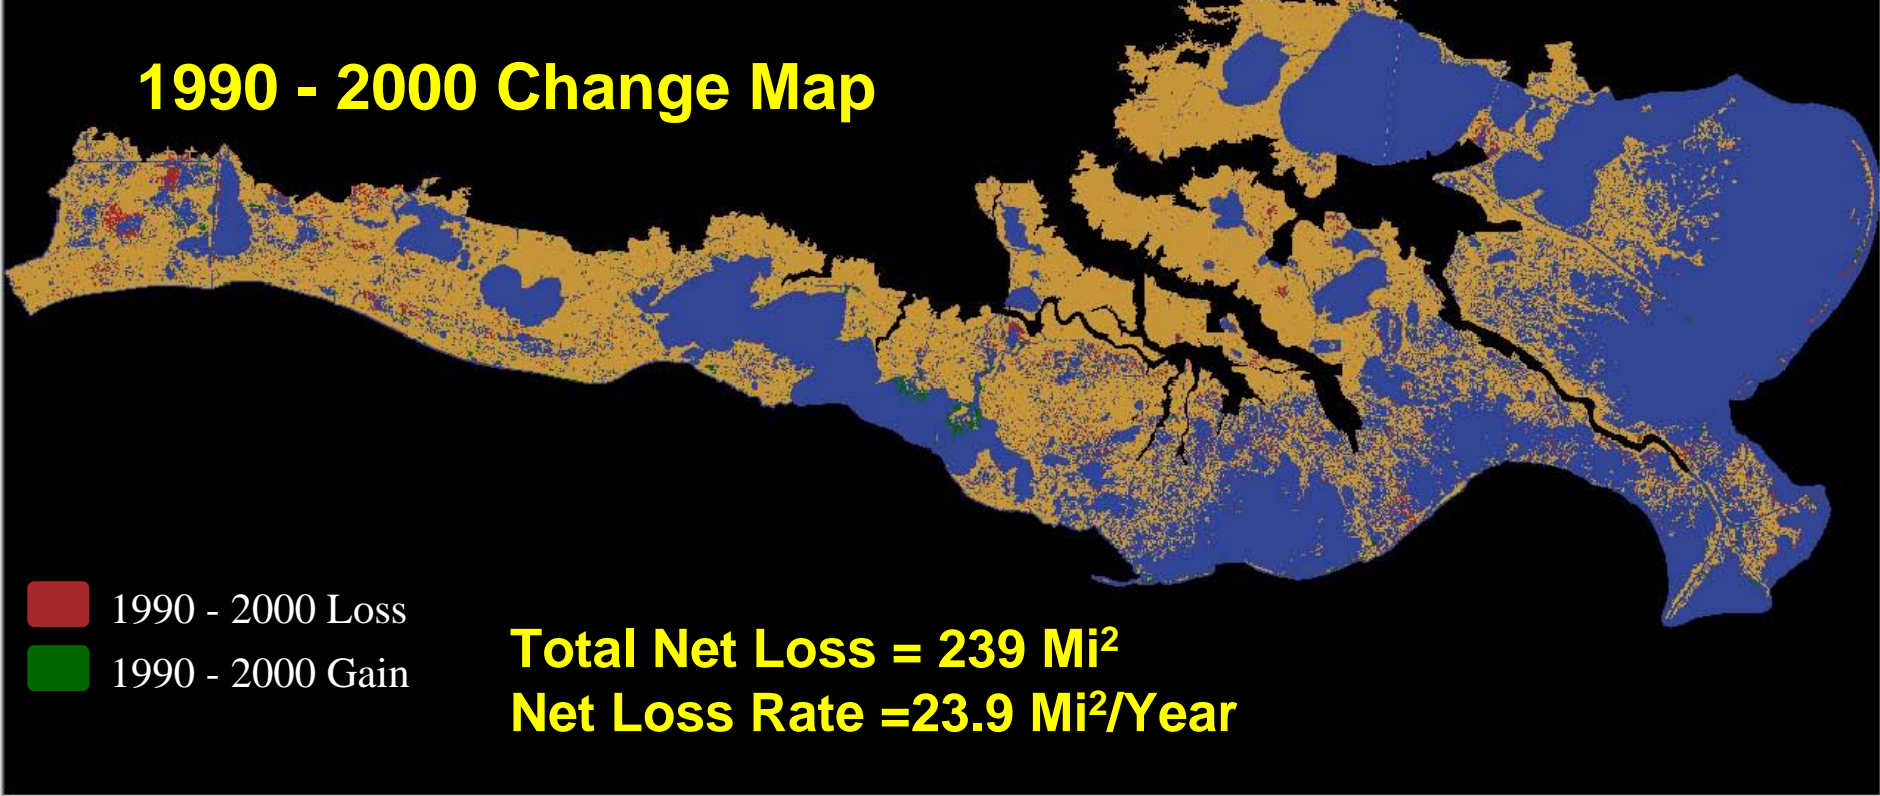 1990 - 2000 Change Map
1990 - 2000 Loss
1990 - 2000 Gain
Total Net Loss = 239 Mi²
Net Loss Rate =23.9 Mi²/Year